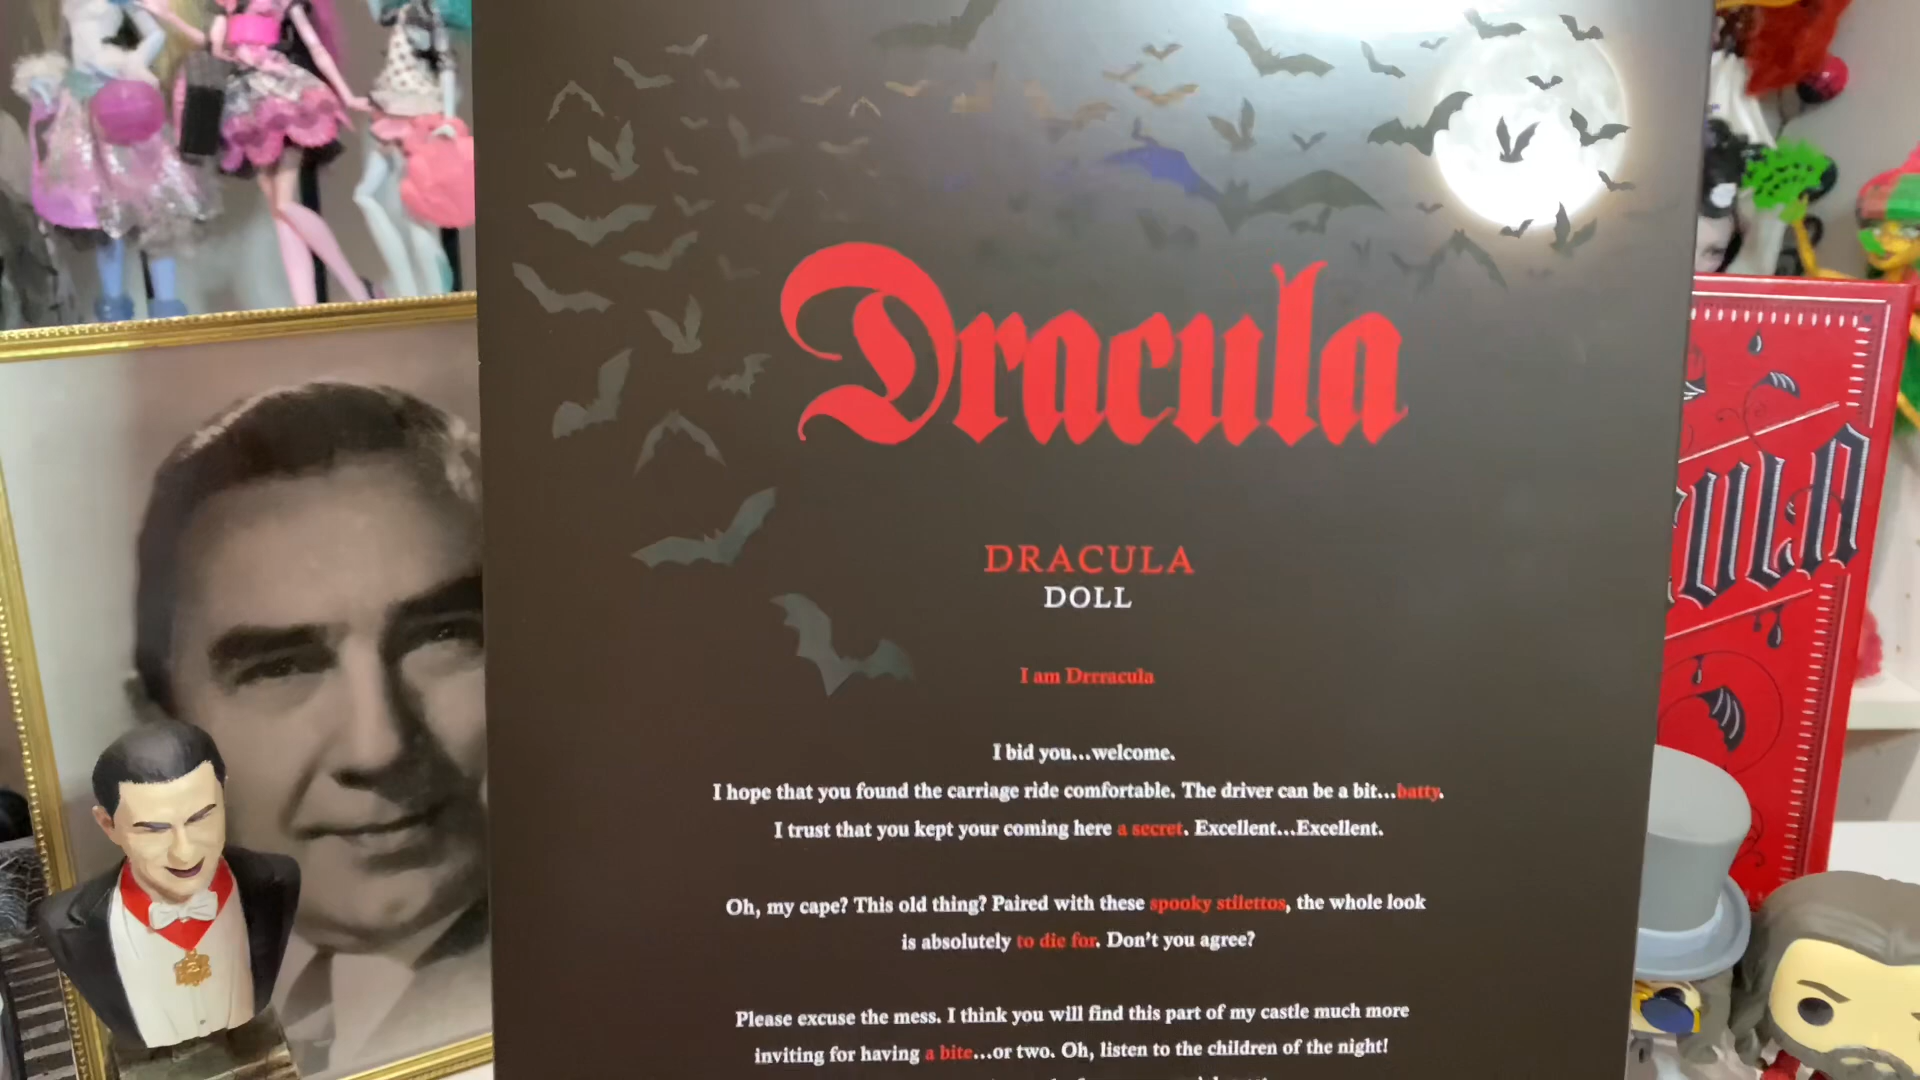 Dracula
DRACULA
DOLL
I am Drrracula
I bid you...welcome.
I hope that you found the carriage ride comfortable. The driver can be a bit...batty.
I trust that you kept your coming here a secret. Excellent...Excellent.
Oh, my cape? This old thing? Paired with these spooky stilettos, the whole look
is absolutely to die for. Don't you agree?
Please excuse the mess. I think you will find this part of my castle much more
inviting for having a bite...or two. Oh, listen to the children of the night!